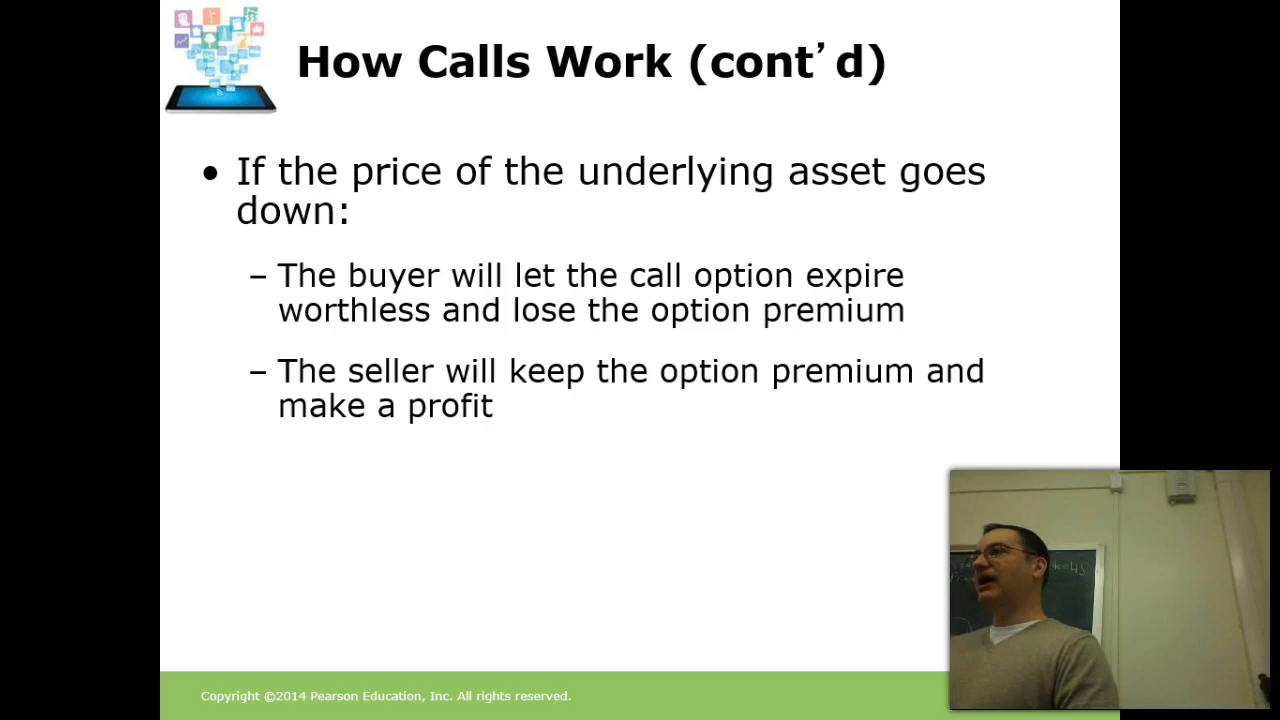 How Calls Work (cont’d)
• If the price of the underlying asset goes
down:
– The buyer will let the call option expire
worthless and lose the option premium
– The seller will keep the option premium and
make a profit
Copyright ©2014 Pearson Education, Inc. All rights reserved.